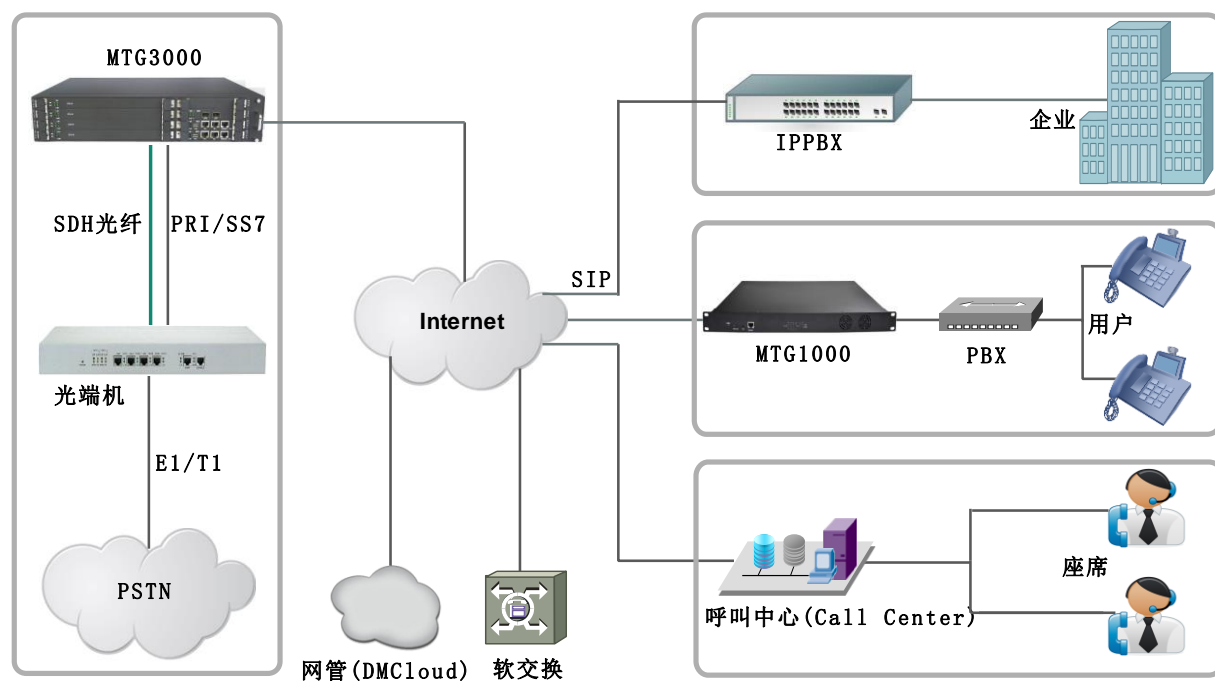 MTG3000
SDH光纤
PRI/SS7
光端机
E1/T1
PSTN
Internet
SIP
网管(DMCloud)
软交换
IPPBX
企业
MTG1000
PBX
用户
呼叫中心(Call Center)
座席